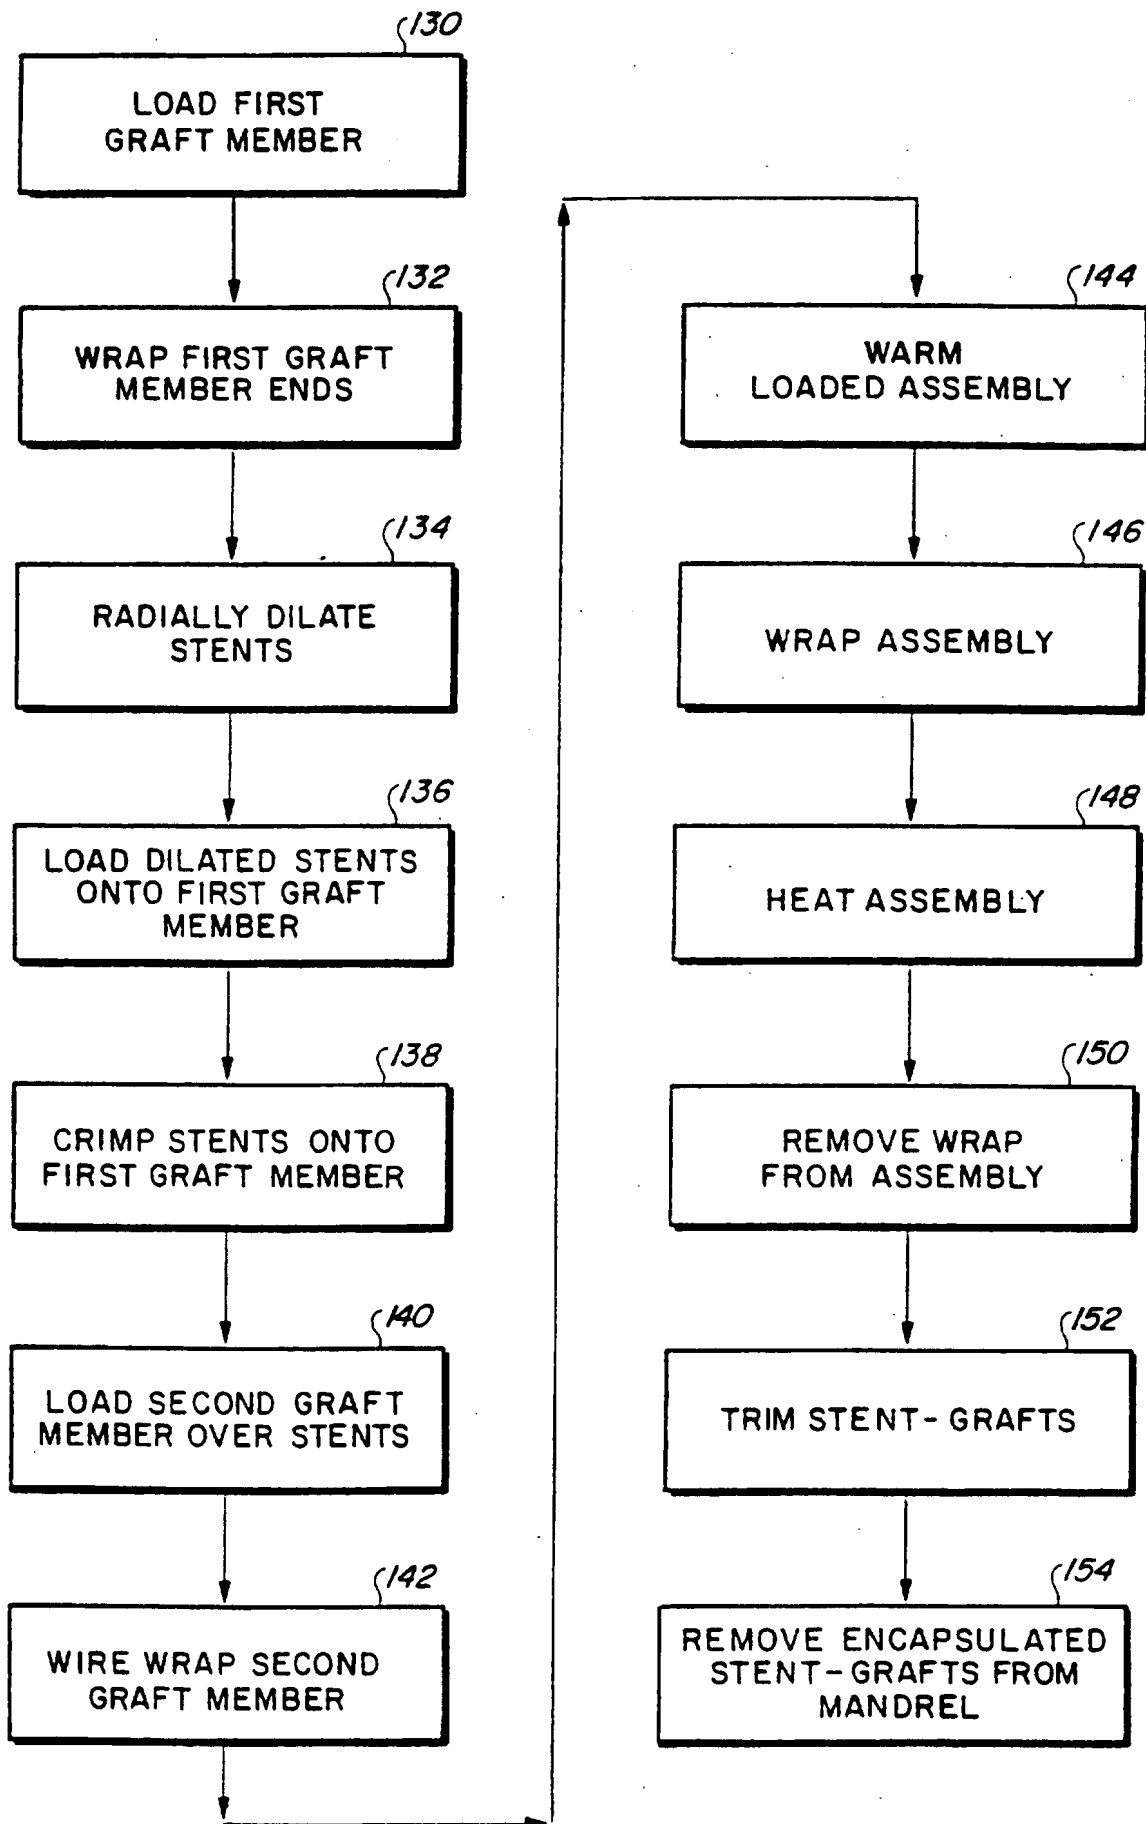 130
LOAD FIRST
GRAFT MEMBER
132
WRAP FIRST GRAFT
MEMBER ENDS
134
RADIALLY DILATE
STENTS
136
LOAD DILATED STENTS
ONTO FIRST GRAFT
MEMBER
138
CRIMP STENTS ONTO
FIRST GRAFT MEMBER
140
LOAD SECOND GRAFT
MEMBER OVER STENTS
142
WIRE WRAP SECOND
GRAFT MEMBER
144
WARM
LOADED ASSEMBLY
146
WRAP ASSEMBLY
148
HEAT ASSEMBLY
150
REMOVE WRAP
FROM ASSEMBLY
152
TRIM STENT-GRAFTS
154
REMOVE ENCAPSULATED
STENT-GRAFTS FROM
MANDREL